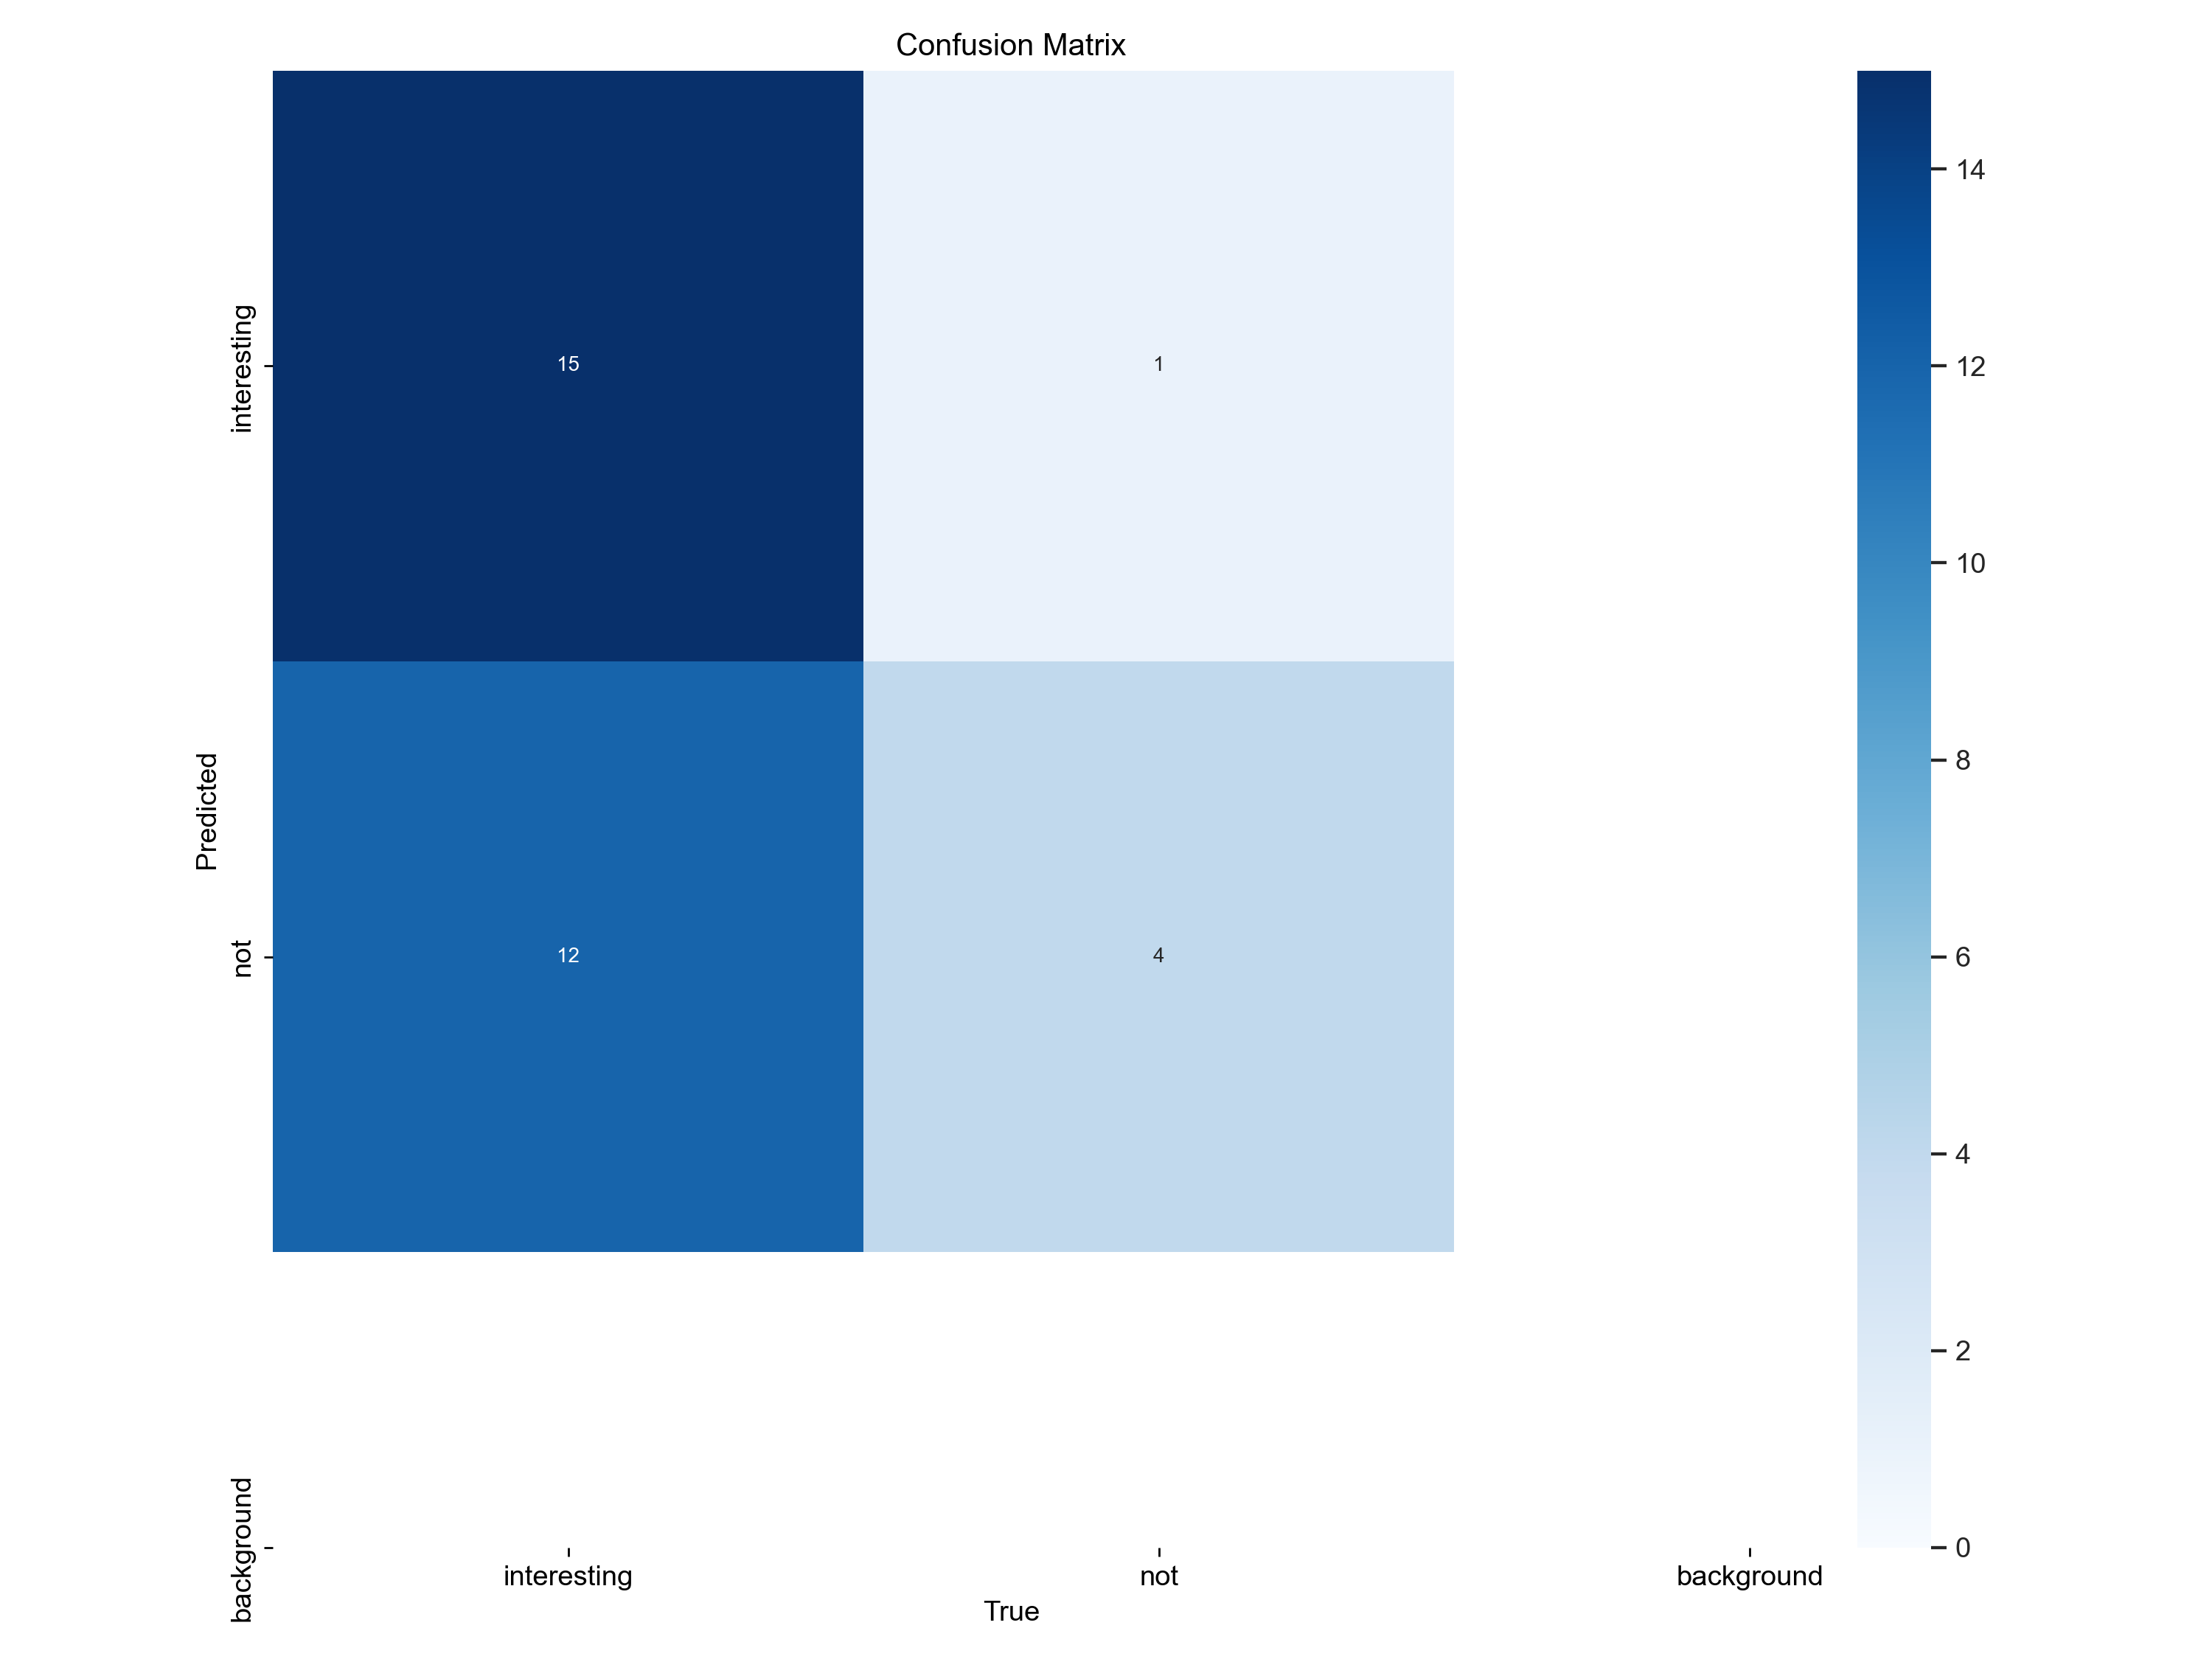 Confusion Matrix
interesting
15
1
Predicted
not
12
4
background
interesting
not
background
True
14
12
10
8
6
4
2
0